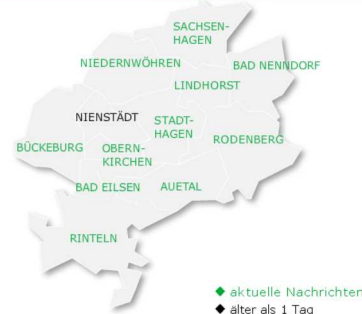 SACHSEN-
HAGEN
NIEDERNWÖHREN
BAD NENNDORF
LINDHORST
NIENSTÄDT
STADT-
HAGEN
RODENBERG
BÜCKEBURG
OBERN-
KIRCHEN
BAD EILSEN
AUETAL
RINTELN
aktuelle Nachrichten
älter als 1 Tag